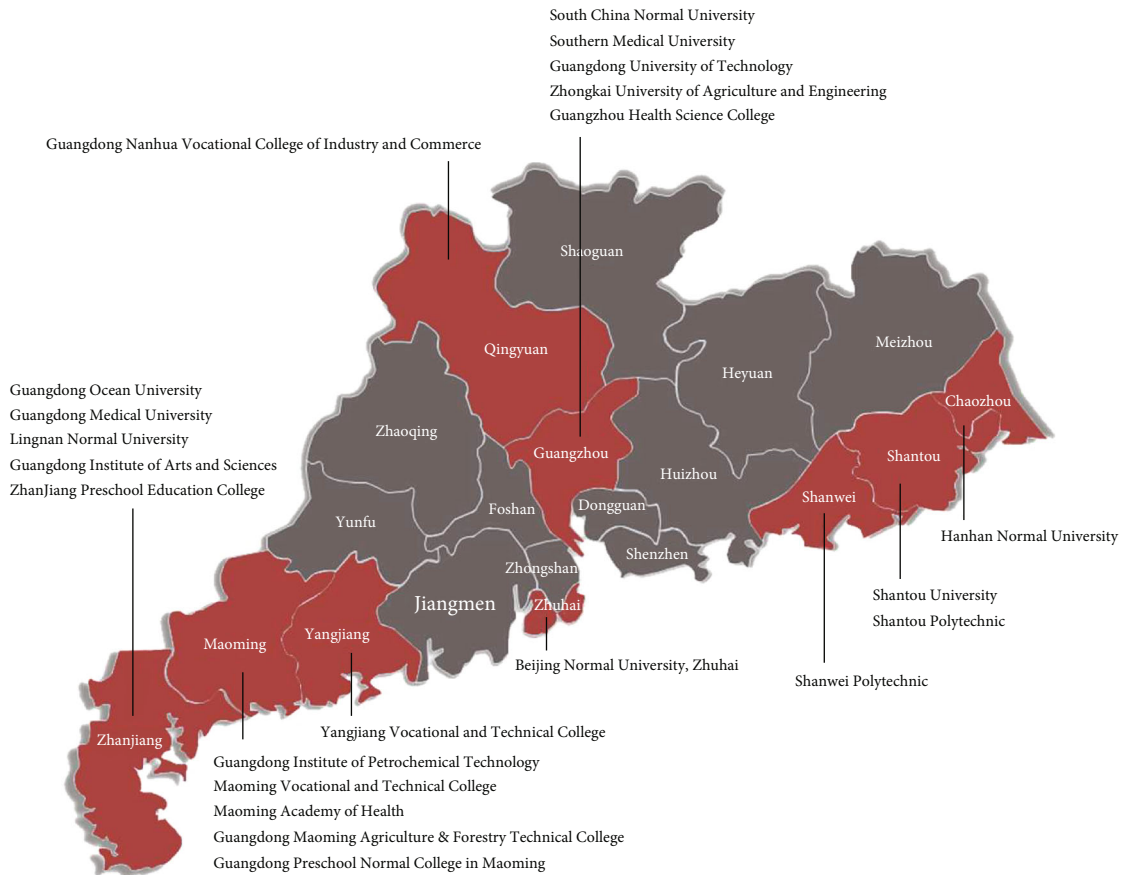 South China Normal University
Southern Medical University
Guangdong University of Technology
Zhongkai University of Agriculture and Engineering
Guangzhou Health Science College
Guangdong Nanhua Vocational College of Industry and Commerce
Shaoguan
Qingyuan
Meizhou
Heyuan
Guangdong Ocean University
Guangdong Medical University
Lingnan Normal University
Guangdong Institute of Arts and Sciences
ZhanJiang Preschool Education College
Chaozhou
Zhaoqing
Guangzhou
Shantou
Huizhou
Shanwei
Foshan
Dongguan
Yunfu
Hanhan Normal University
Shenzhen
Zhongshan
Jiangmen
Zhuhai
Shantou University
Shantou Polytechnic
Yangjiang
Maoming
Beijing Normal University, Zhuhai
Shanwei Polytechnic
Zhanjiang
Yangjiang Vocational and Technical College
Guangdong Institute of Petrochemical Technology
Maoming Vocational and Technical College
Maoming Academy of Health
Guangdong Maoming Agriculture & Forestry Technical College
Guangdong Preschool Normal College in Maoming